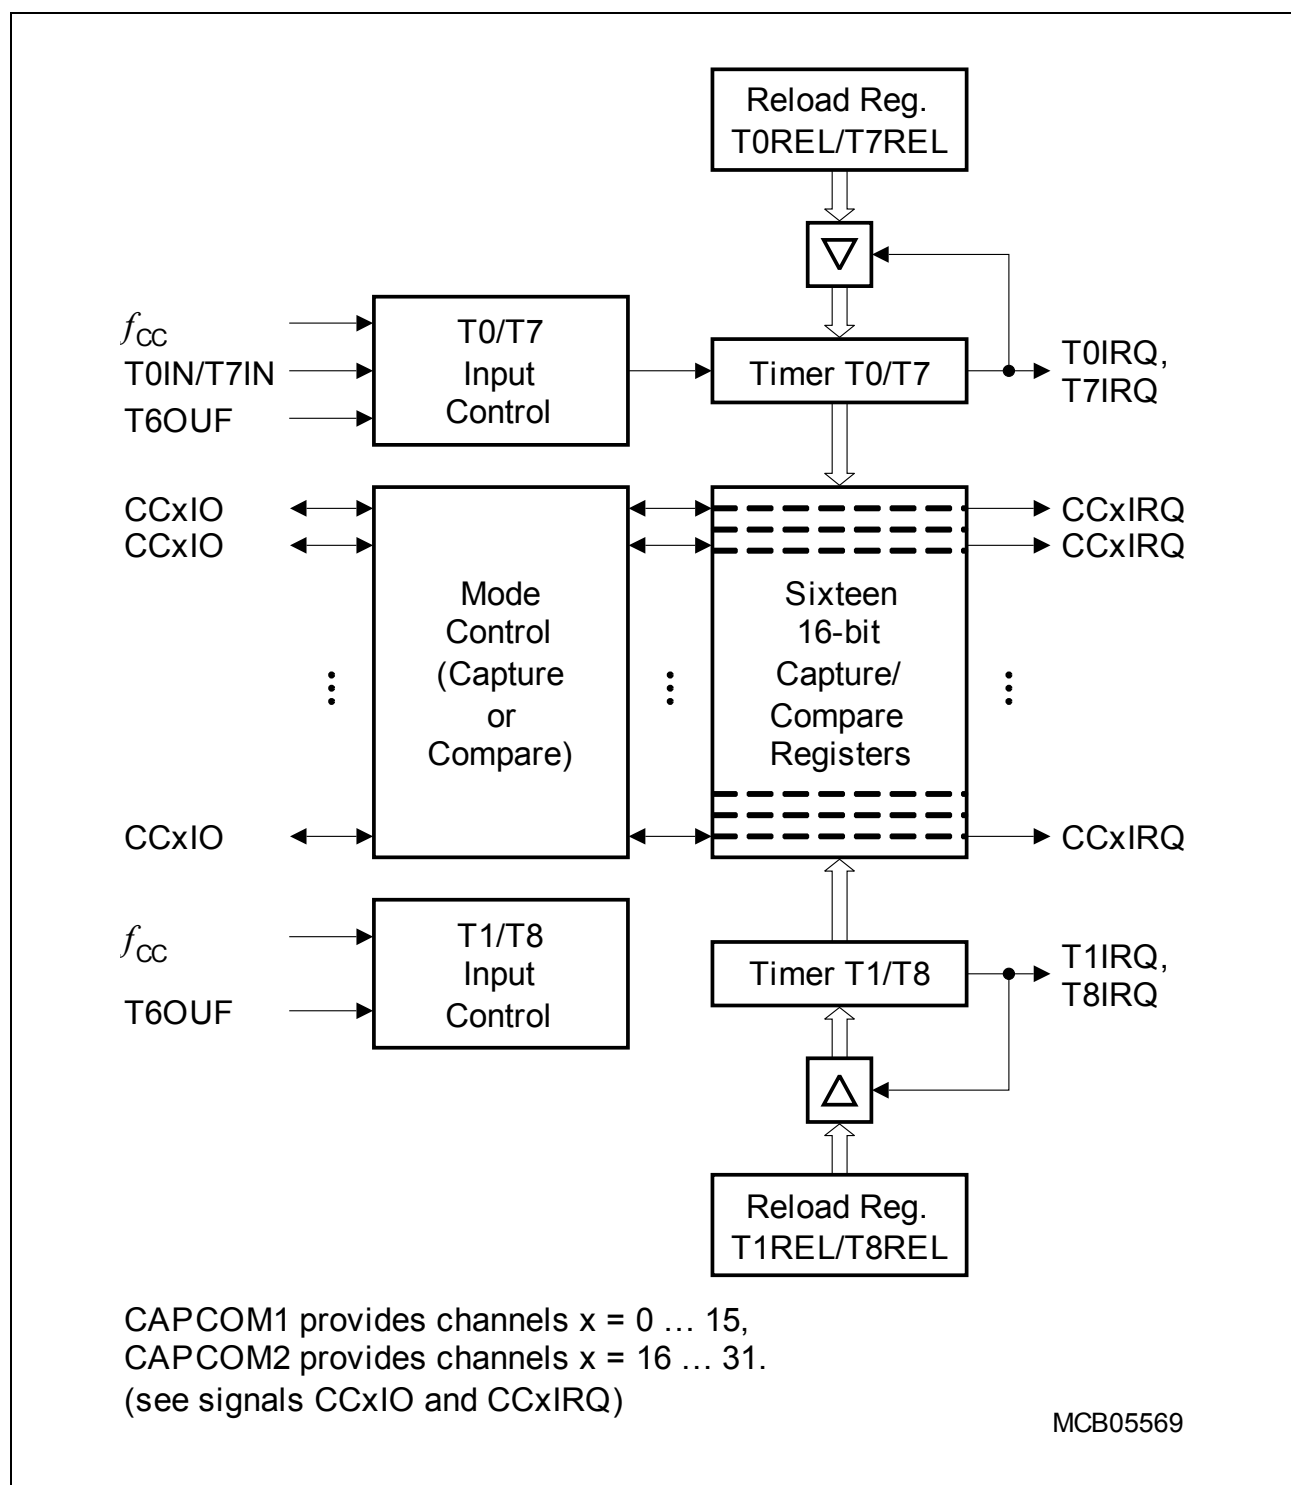 Reload Reg.
T0REL/T7REL
fCC
T0IN/T7IN
T6OUF
T0/T7
Input
Control
Timer T0/T7
T0IRQ,
T7IRQ
CCxIO
CCxIO
CCxIO
Mode
Control
(Capture
or
Compare)
Sixteen
16-bit
Capture/
Compare
Registers
CCxIRQ
CCxIRQ
CCxIRQ
fCC
T6OUF
T1/T8
Input
Control
Timer T1/T8
T1IRQ,
T8IRQ
Reload Reg.
T1REL/T8REL
CAPCOM1 provides channels x = 0 … 15,
CAPCOM2 provides channels x = 16 … 31.
(see signals CCxIO and CCxIRQ)
MCB05569